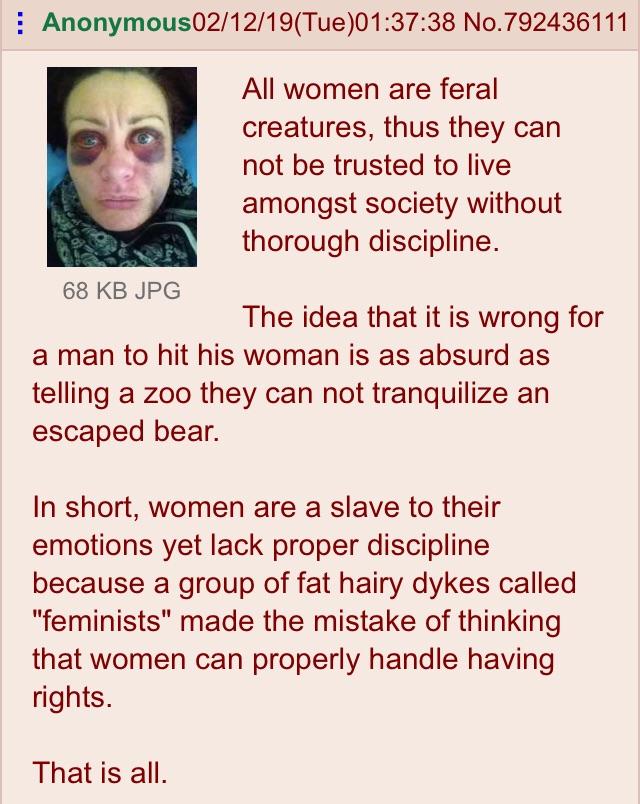 Anonymous02/12/19(Tue)01:37:38 No.792436111
All women are feral
creatures, thus they can
not be trusted to live
amongst society without
thorough discipline.
68 KB JPG
The idea that it is wrong for
a man to hit his woman is as absurd as
telling a zoo they can not tranquilize an
escaped bear.
In short, women are a slave to their
emotions yet lack proper discipline
because a group of fat hairy dykes called
"feminists" made the mistake of thinking
that women can properly handle having
rights.
That is all.